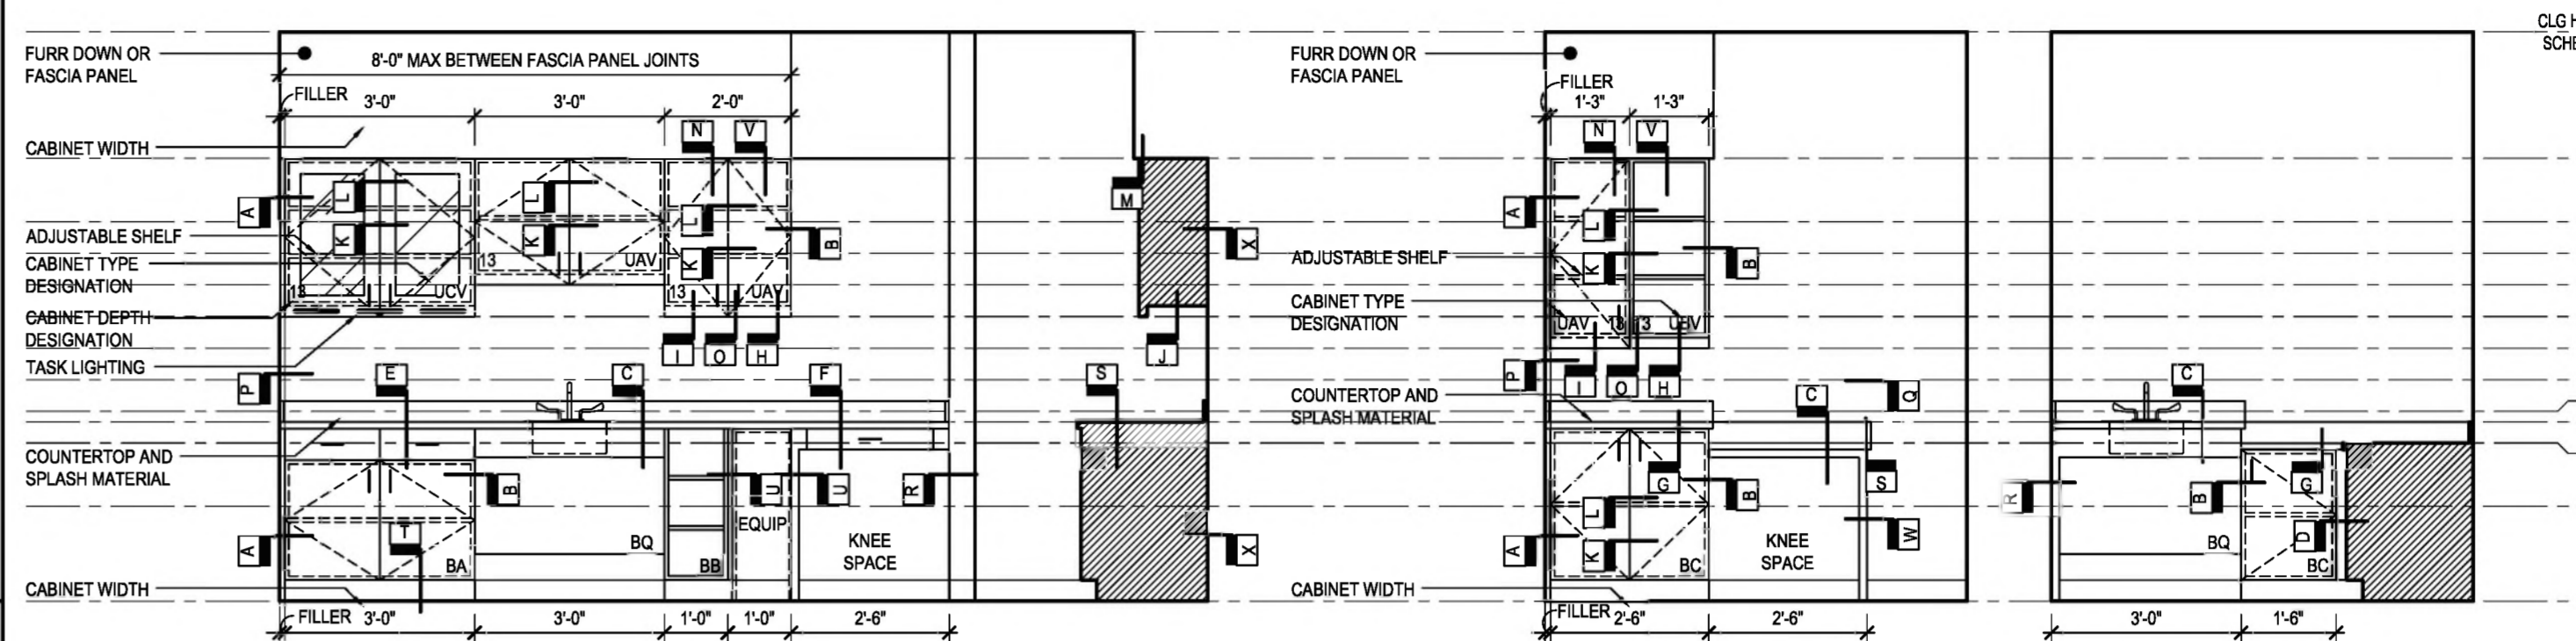 FURR DOWN OR
FASCIA PANEL
8'-0" MAX BETWEEN FASCIA PANEL JOINTS
FILLER
3'-0"
3'-0"
2'-0"
CABINET WIDTH
N
V
A
L
L
L
M
ADJUSTABLE SHELF
K
K
K
B
X
CABINET TYPE
DESIGNATION
13
UCV
13
UAV
13
UAV
CABINET DEPTH
DESIGNATION
I
O
H
J
TASK LIGHTING
P
E
C
F
S
COUNTERTOP AND
SPLASH MATERIAL
B
U
U
R
EQUIP
A
T
BA
BQ
BB
KNEE
SPACE
X
CABINET WIDTH
FILLER
3'-0"
3'-0"
1'-0"
1'-0"
2'-6"
FURR DOWN OR
FASCIA PANEL
FILLER
1'-3"
1'-3"
N
V
A
L
ADJUSTABLE SHELF
K
B
CABINET TYPE
DESIGNATION
UAV
13
13
UBV
P
I
O
H
COUNTERTOP AND
SPLASH MATERIAL
C
Q
G
B
S
L
A
K
BC
KNEE
SPACE
W
CABINET WIDTH
FILLER
2'-6"
2'-6"
C
R
B
G
D
BQ
BC
3'-0"
1'-6"
CLG H
SCHE